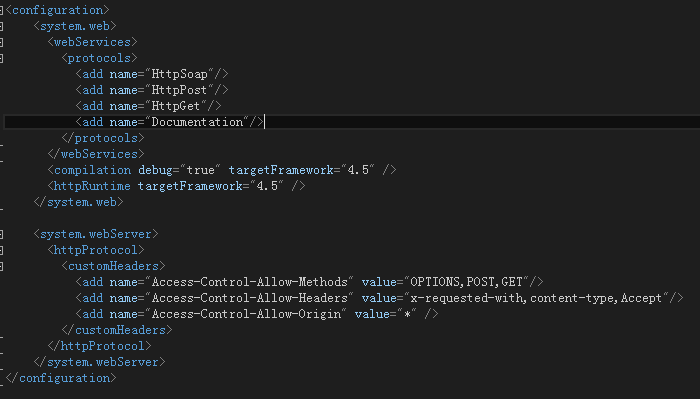 <configuration>
<system.web>
<webServices>
<protocols>
<add name="HttpSoap"/>
<add name="HttpPost"/>
<add name="HttpGet"/>
<add name="Documentation"/>
</protocols>
</webServices>
<compilation debug="true" targetFramework="4.5" />
<httpRuntime targetFramework="4.5" />
</system.web>
<system.webServer>
<httpProtocol>
<customHeaders>
<add name="Access-Control-Allow-Methods" value="OPTIONS,POST,GET"/>
<add name="Access-Control-Allow-Headers" value="x-requested-with,content-type,Accept"/>
<add name="Access-Control-Allow-Origin" value="*" />
</customHeaders>
</httpProtocol>
</system.webServer>
</configuration>